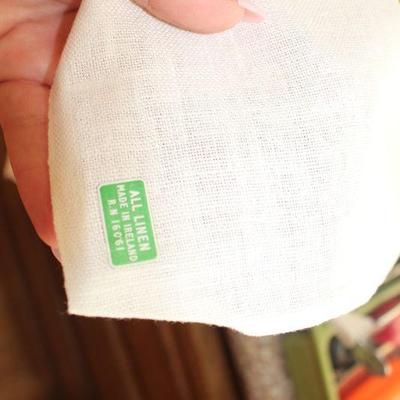 ALL LINEN
MADE IN IRELAND
R.N 16061